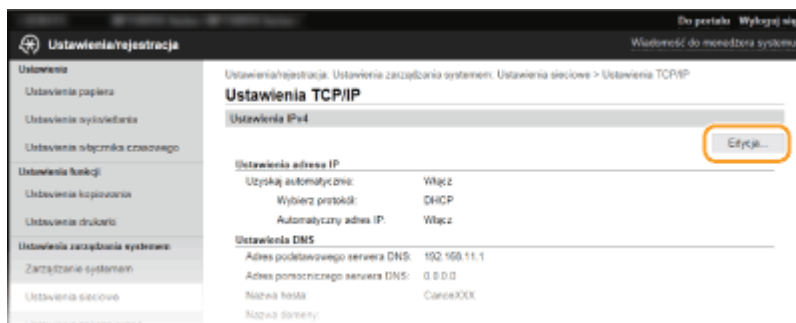 Do portalu Wyloguj się
Ustawienia/rejestracja
Wiadomość do menedżera systemu
Ustawienia
Ustawienia papieru
Ustawienia wyświetlania
Ustawienia włącznika czasowego
Ustawienia funkcji
Ustawienia kopiowania
Ustawienia drukarki
Ustawienia zarządzania systemem
Zarządzanie systemem
Ustawienia sieciowe
Ustawienia/rejestracja: Ustawienia zarządzania systemem: Ustawienia sieciowe > Ustawienia TCP/IP
Ustawienia TCP/IP
Ustawienia IPv4
Edycja...
Ustawienia adresu IP
Uzyskaj automatycznie: Włącz
Wybierz protokół: DHCP
Automatyczny adres IP: Włącz
Ustawienia DNS
Adres podstawowego serwera DNS: 192.168.11.1
Adres pomocniczego serwera DNS: 0.0.0.0
Nazwa hosta: CanonXXX
Nazwa domeny: